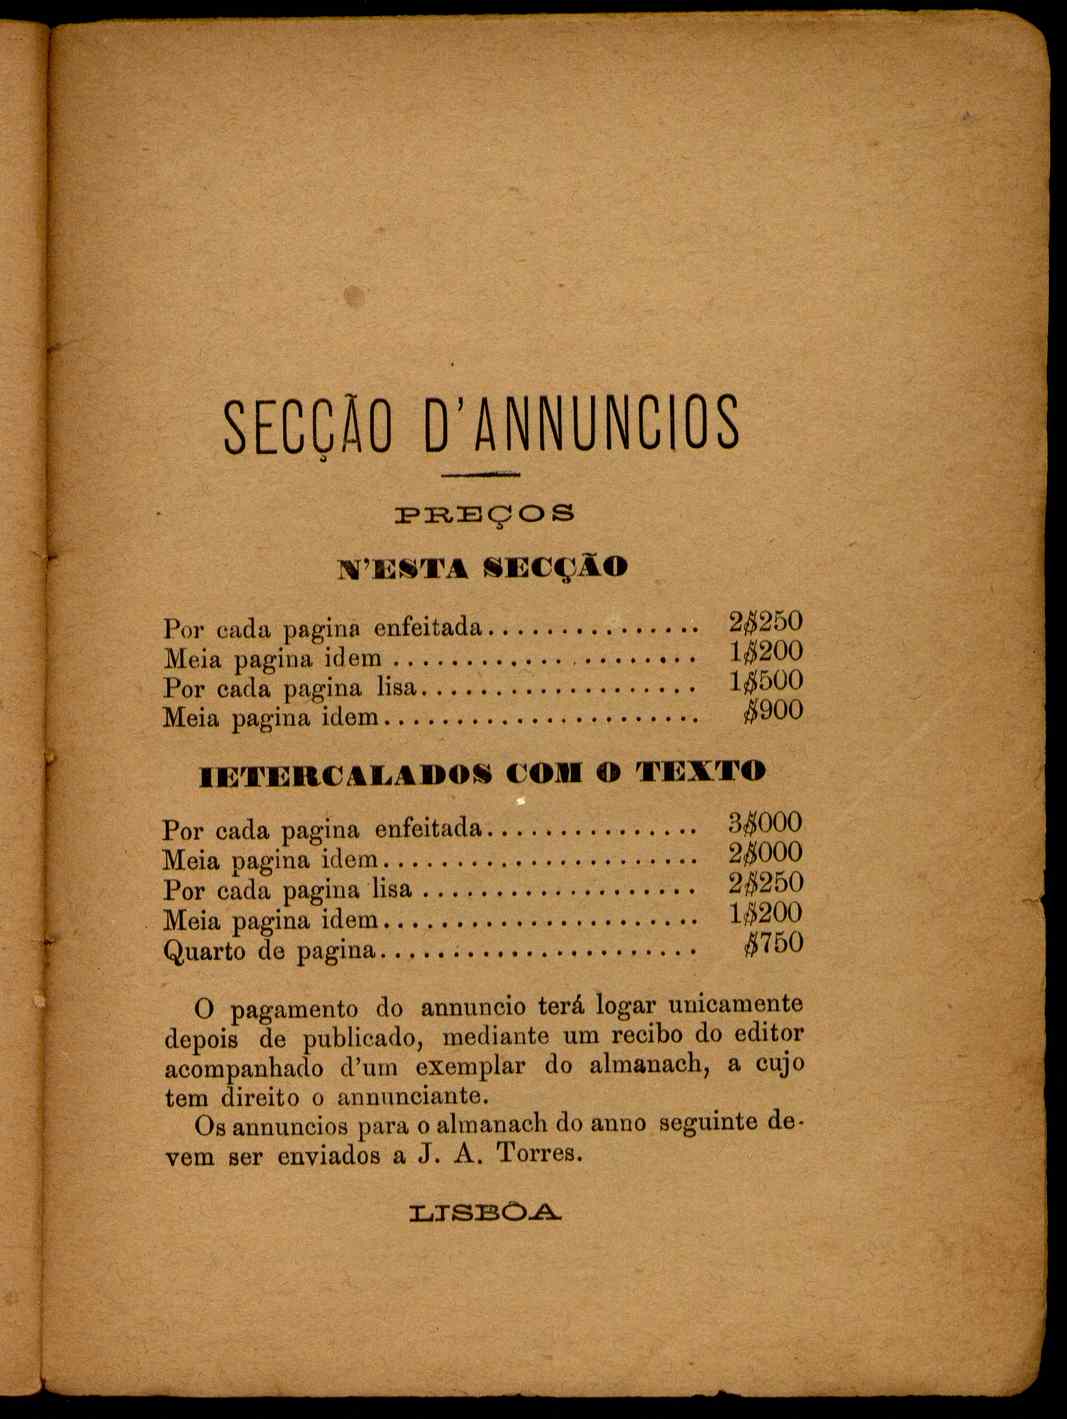 SECÇÃO D'ANNUNCIOS
PREÇOS
N'ESTA SECÇÃO
Por cada pagina enfeitada............... 2$250
Meia pagina idem ..................... 1$200
Por cada pagina lisa................... 1$500
Meia pagina idem...................... $900
IETERCALADOS COM O TEXTO
Por cada pagina enfeitada............... 3$000
Meia pagina idem...................... 2$000
Por cada pagina lisa ................... 2$250
Meia pagina idem...................... 1$200
Quarto de pagina...................... $750
O pagamento do annuncio terá logar unicamente
depois de publicado, mediante um recibo do editor
acompanhado d'um exemplar do almanach, a cujo
tem direito o annunciante.
Os annuncios para o almanach do anno seguinte de-
vem ser enviados a J. A. Torres.
LISBÔA